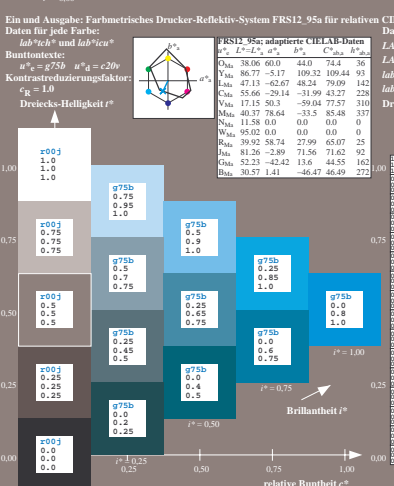 Ein und Ausgabe: Farbmetrisches Drucker-Reflektiv-System FRS12_95a für relativen CIE
Daten für jede Farbe:
lab*tch* und lab*icu*
Bunttontexte:
u*e = g75b u*d = c20v
Kontrastreduzierungsfaktor:
cR = 1.0
Dreiecks-Helligkeit t*
b*a
a*a
FRS12_95a; adaptierte CIELAB-Daten
u*e L*=L*a a*a b*a C*ab,a h*ab,a
OMa 38.06 60.0 44.0 74.4 36
YMa 86.77 −5.17 109.32 109.44 93
LMa 47.13 −62.67 48.24 79.09 142
CMa 55.66 −29.14 −31.99 43.27 228
VMa 17.15 50.3 −59.04 77.57 310
MMa 40.37 78.64 −33.5 85.48 337
NMa 11.58 0.0 0.0 0.0 0
WMa 95.02 0.0 0.0 0.0 0
RMa 39.92 58.74 27.99 65.07 25
JMa 81.26 −2.89 71.56 71.62 92
GMa 52.23 −42.42 13.6 44.55 162
BMa 30.57 1.41 −46.47 46.49 272
1,00
0,75
0,50
0,25
0,00
r00j
1.0
1.0
1.0
r00j
0.75
0.75
0.75
r00j
0.5
0.5
0.5
r00j
0.25
0.25
0.25
r00j
0.0
0.0
0.0
g75b
0.75
0.95
1.0
g75b
0.5
0.7
0.75
g75b
0.25
0.45
0.5
g75b
0.0
0.2
0.25
g75b
0.5
0.9
1.0
g75b
0.25
0.65
0.75
g75b
0.0
0.4
0.5
g75b
0.25
0.85
1.0
g75b
0.0
0.6
0.75
g75b
0.0
0.8
1.0
i* = 1,00
i* = 0,75
i* = 0,50
i* = 0,25
Brillantheit i*
0,25
0,50
0,75
1,00
relative Buntheit c*
Da
LA
LA
lab
lab
Dr
1,00
0,75
0,50
0,25
0,00